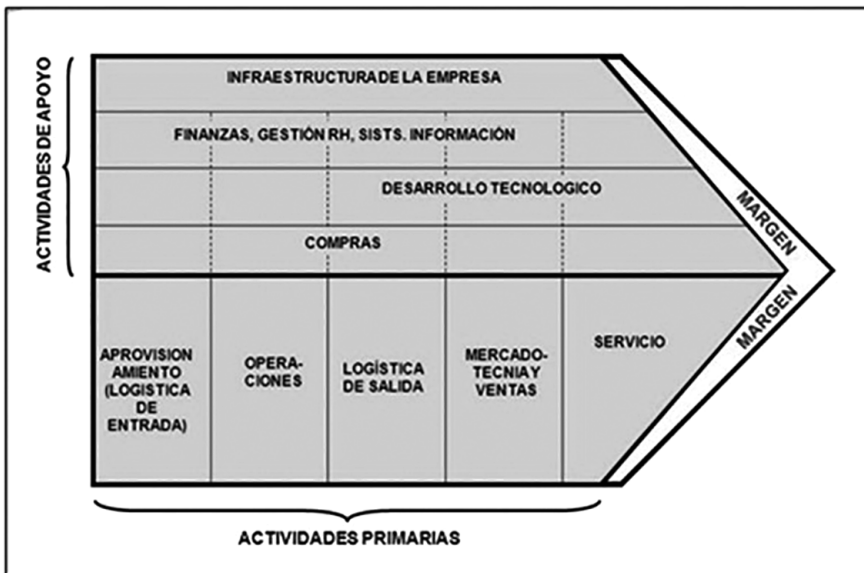 ACTIVIDADES DE APOYO
INFRAESTRUCTURA DE LA EMPRESA
FINANZAS, GESTIÓN RH, SISTS. INFORMACIÓN
DESARROLLO TECNOLOGICO
COMPRAS
MARGEN
MARGEN
APROVISION
AMIENTO
(LOGISTICA
DE
ENTRADA)
OPERA-
CIONES
LOGÍSTICA
DE SALIDA
MERCADO-
TECNIA Y
VENTAS
SERVICIO
ACTIVIDADES PRIMARIAS